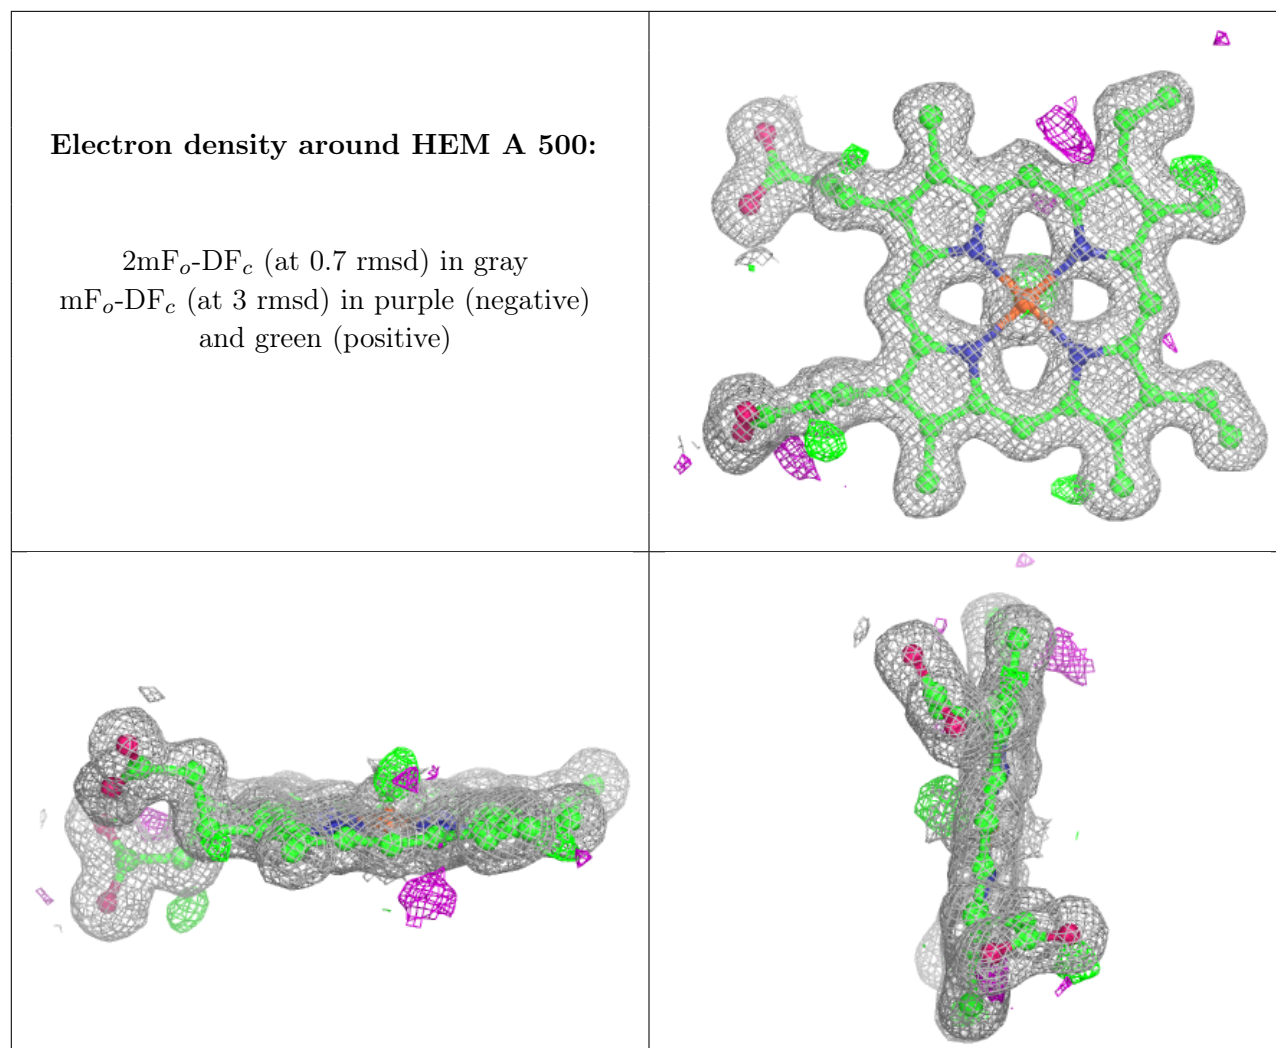 Electron density around HEM A 500:
2mFₒ-DF𝒸 (at 0.7 rmsd) in gray
mFₒ-DF𝒸 (at 3 rmsd) in purple (negative)
and green (positive)